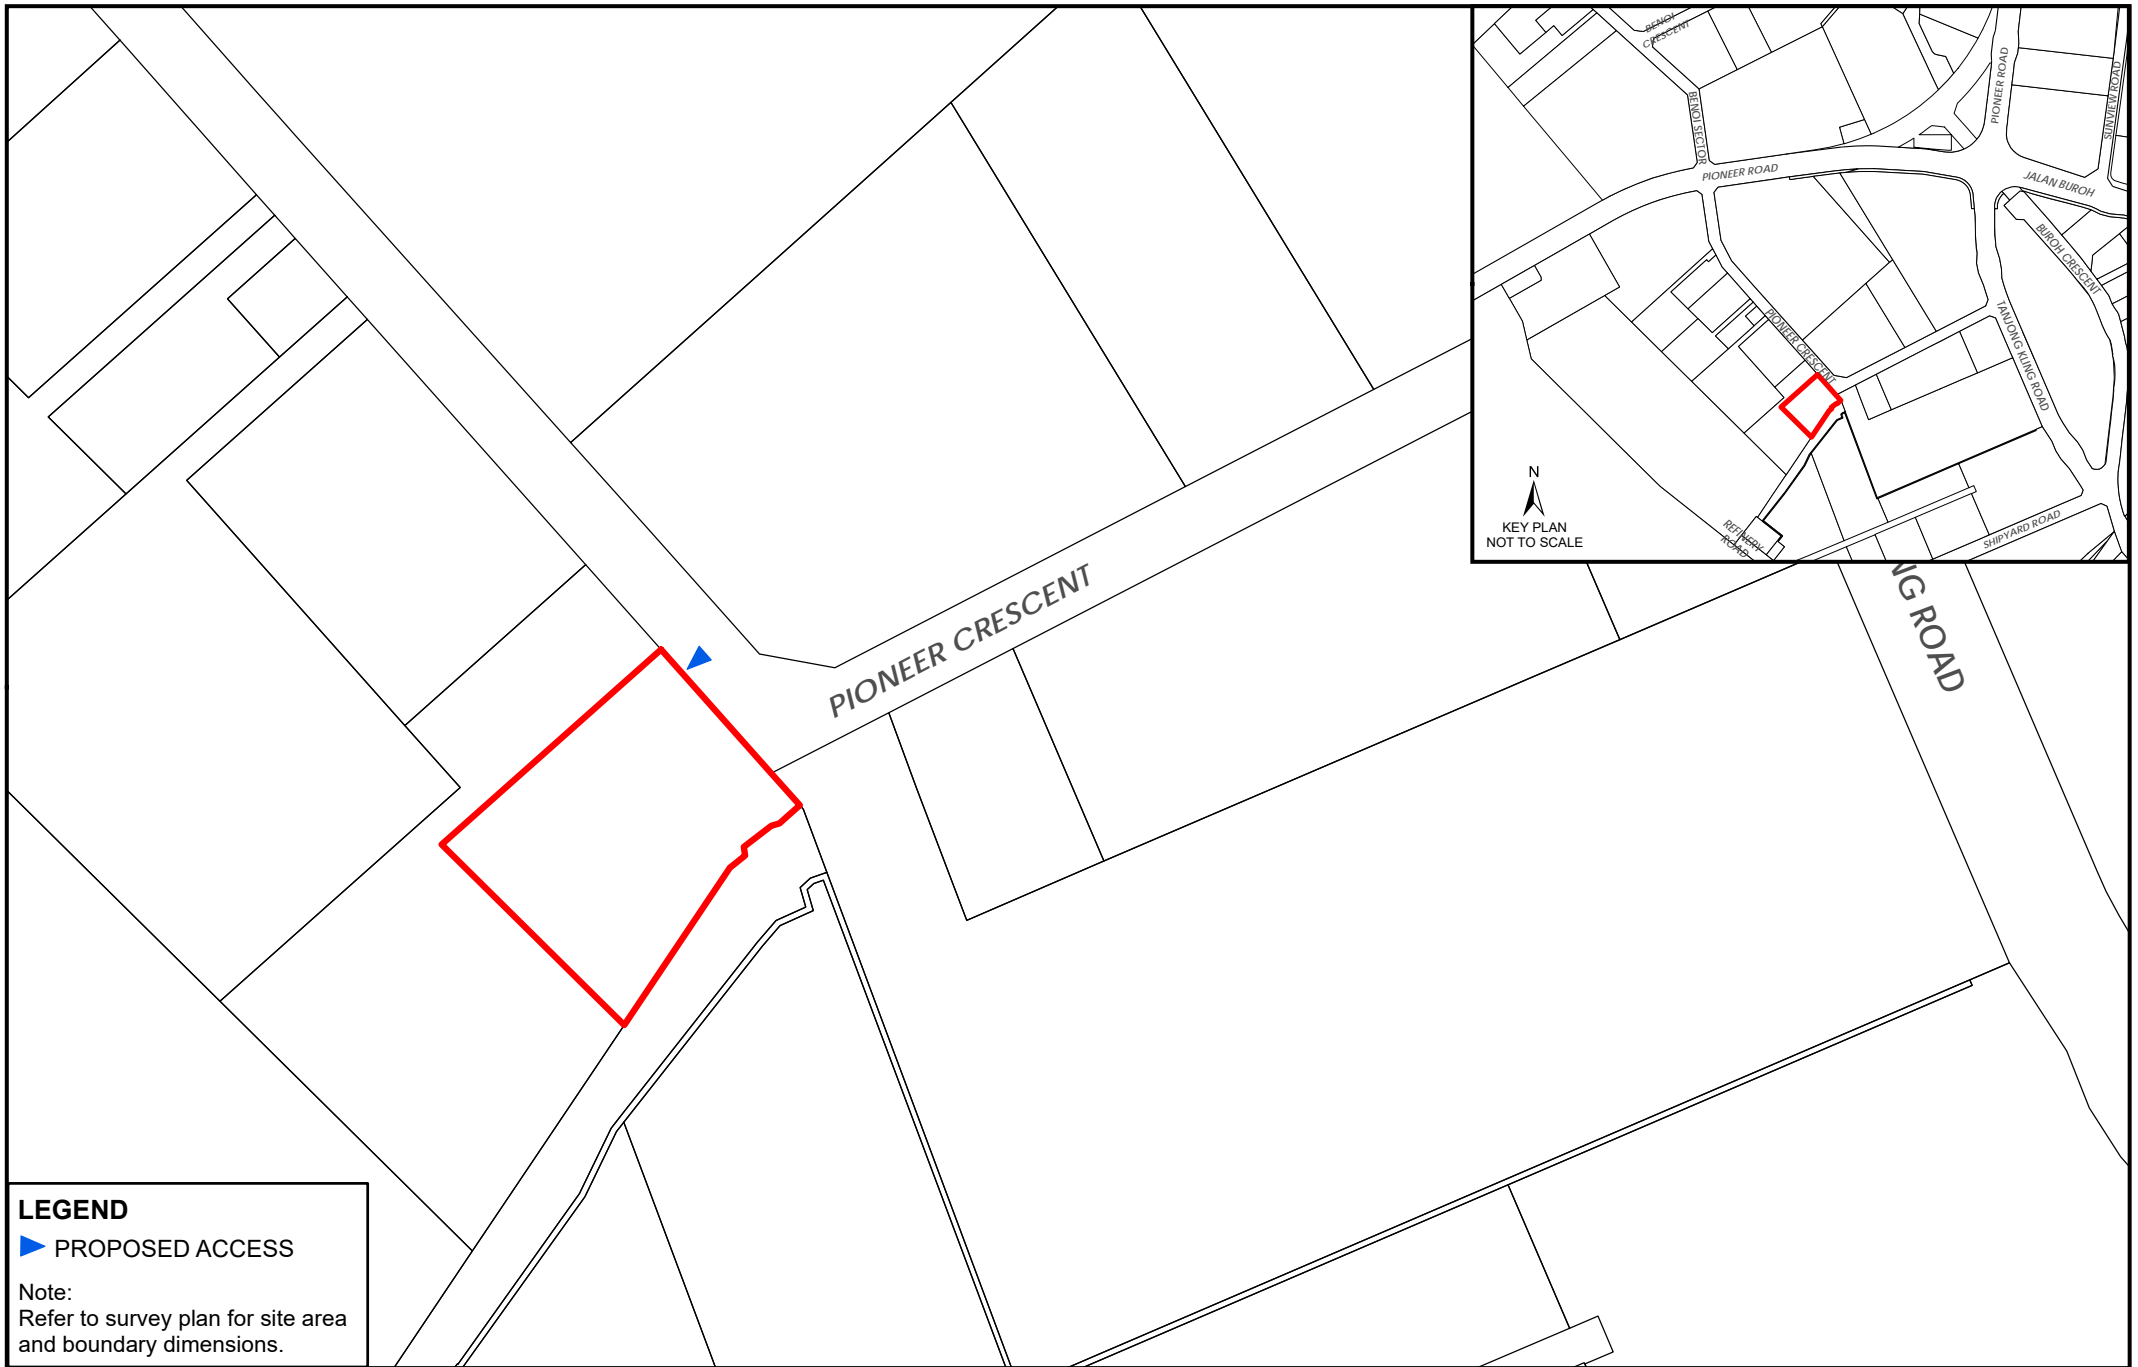 BENOI
CRESCENT
PIONEER ROAD
SUNVIEW ROAD
BENOI SECTOR
PIONEER ROAD
JALAN BUROH
BUROH CRESCENT
PIONEER CRESCENT
TANJONG KLING ROAD
N
KEY PLAN
NOT TO SCALE
REFINERY
ROAD
SHIPYARD ROAD
PIONEER CRESCENT
NG ROAD
LEGEND
PROPOSED ACCESS
Note:
Refer to survey plan for site area
and boundary dimensions.